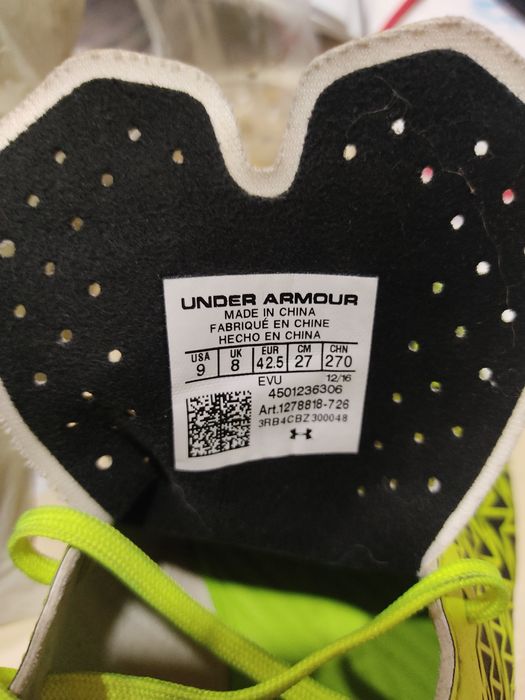 UNDER ARMOUR
MADE IN CHINA
FABRIQUÉ EN CHINE
HECHO EN CHINA
USA UK EUR CM CHN
9 8 42.5 27 270
EVU 12/16
4501236306
Art.1278818-726
3RB4CBZ300048